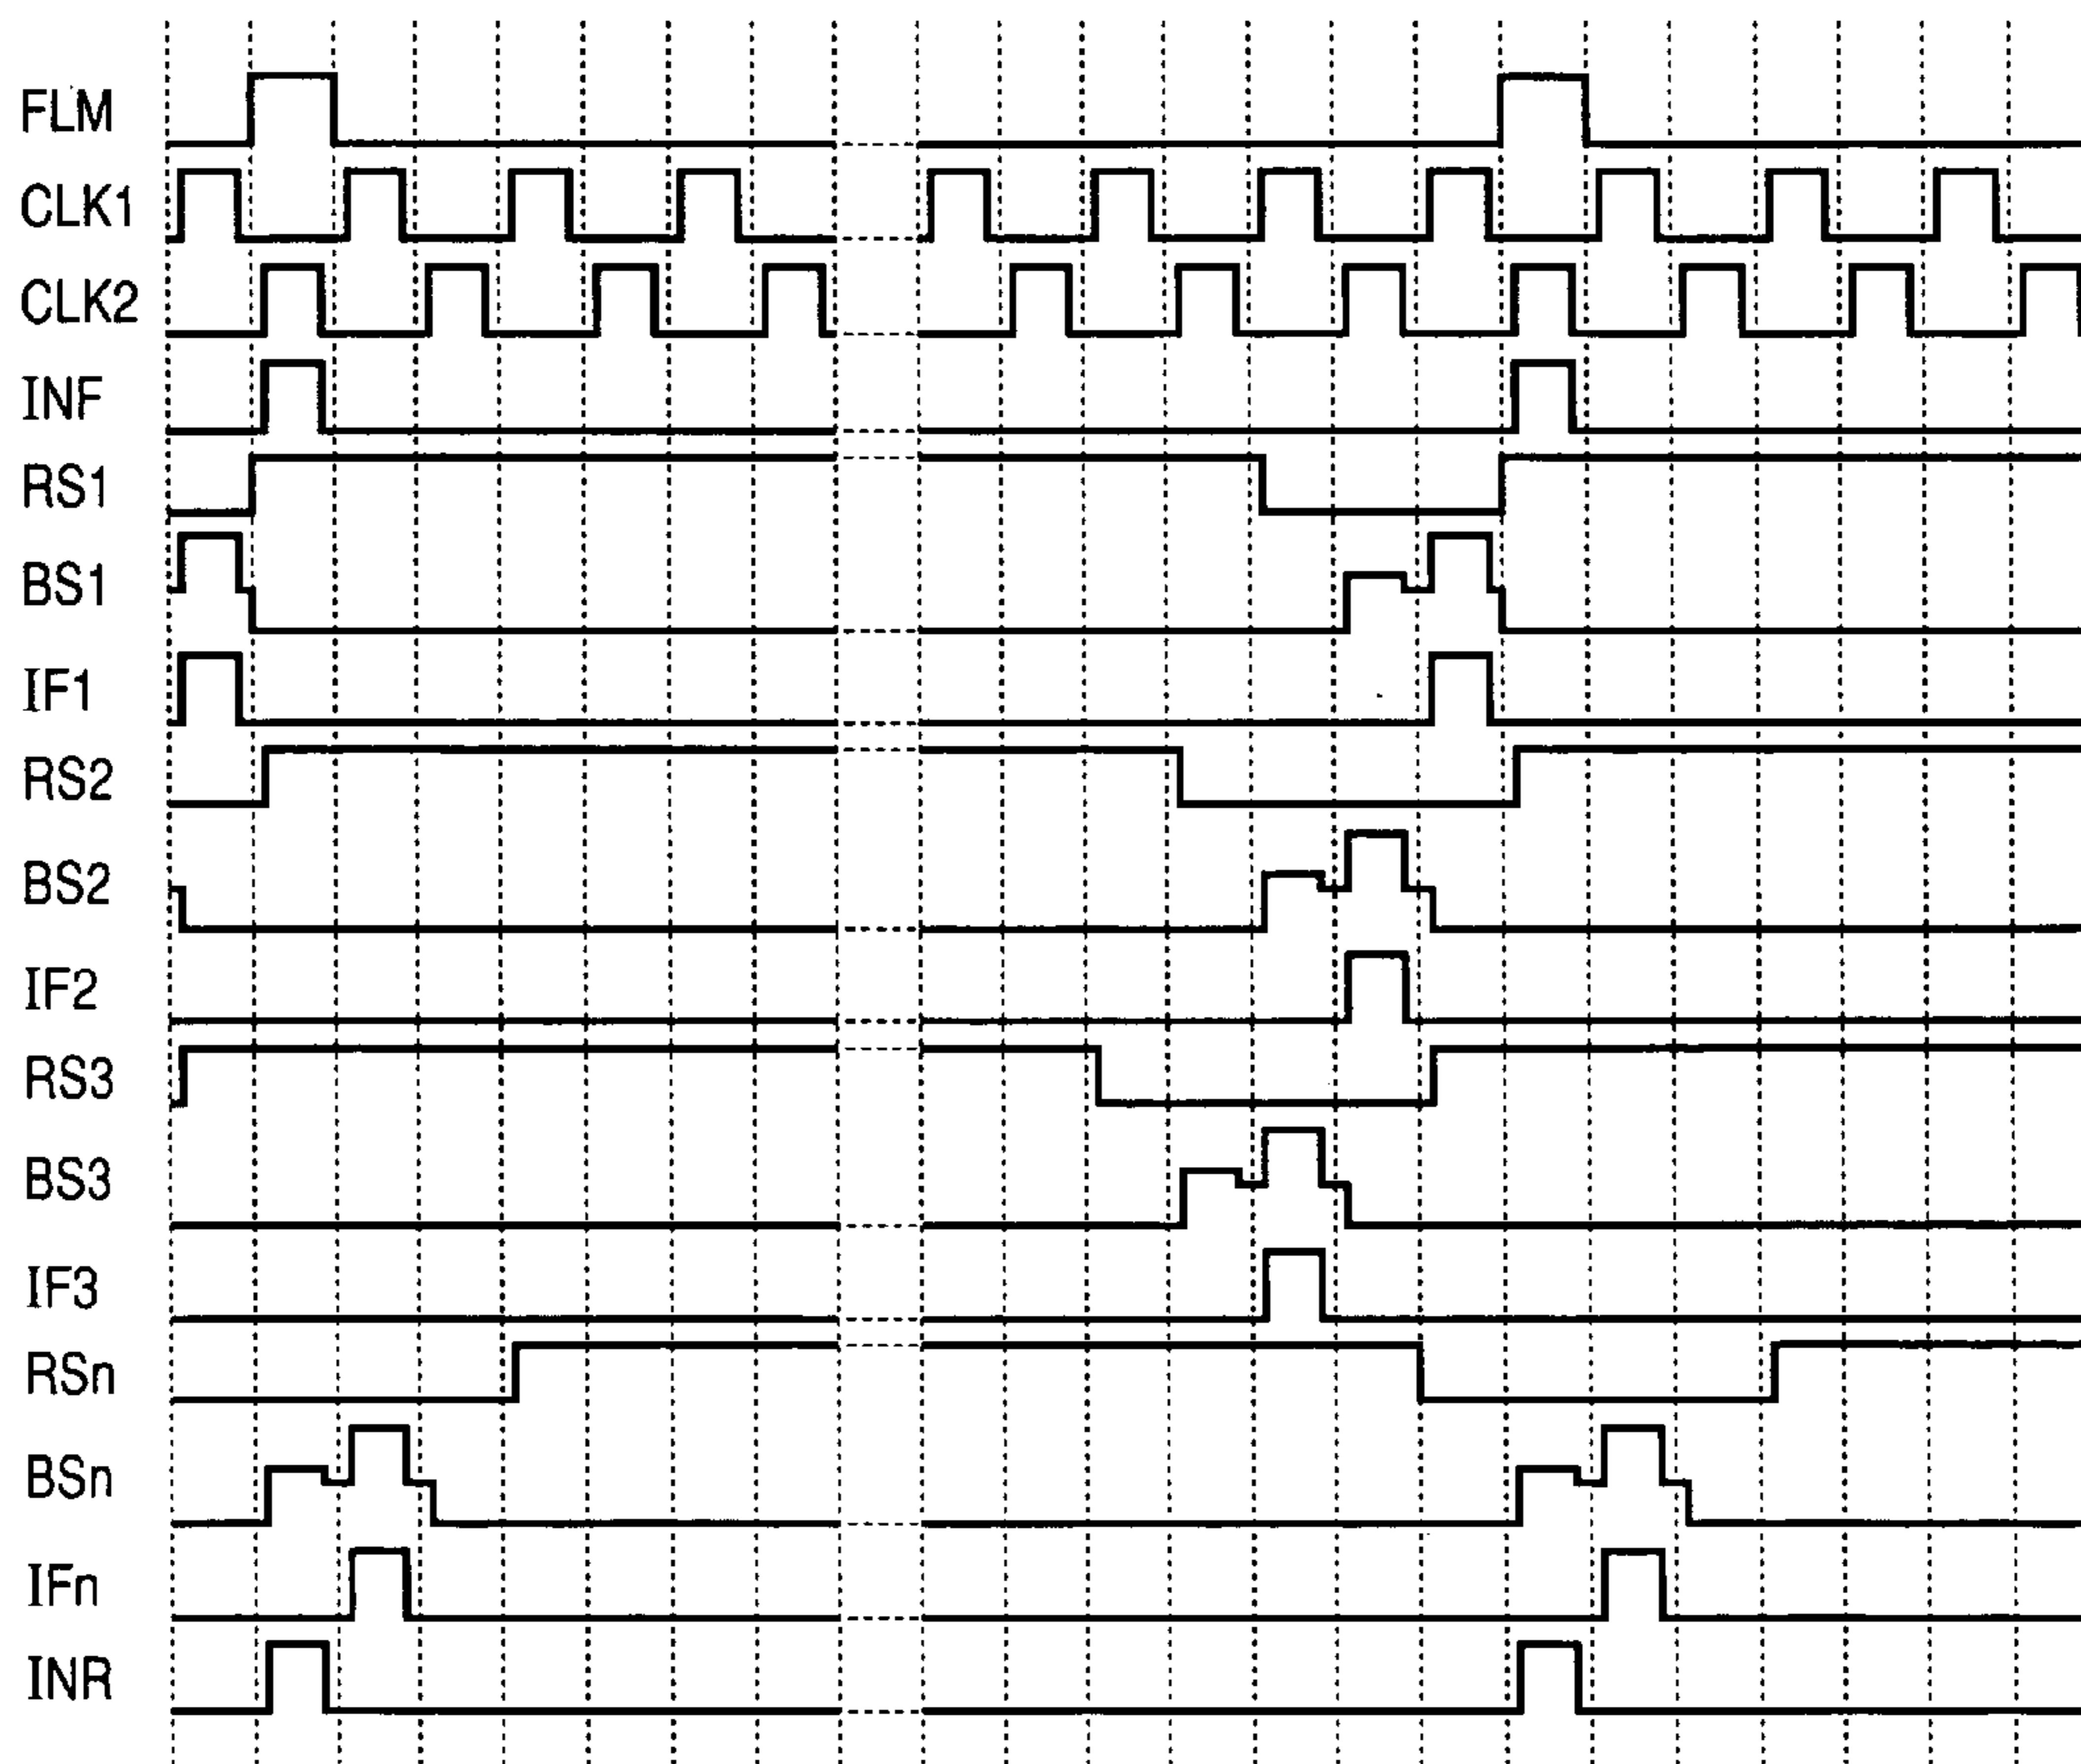 FLM
CLK1
CLK2
INF
RS1
BS1
IF1
RS2
BS2
IF2
RS3
BS3
IF3
RSn
BSn
IFn
INR